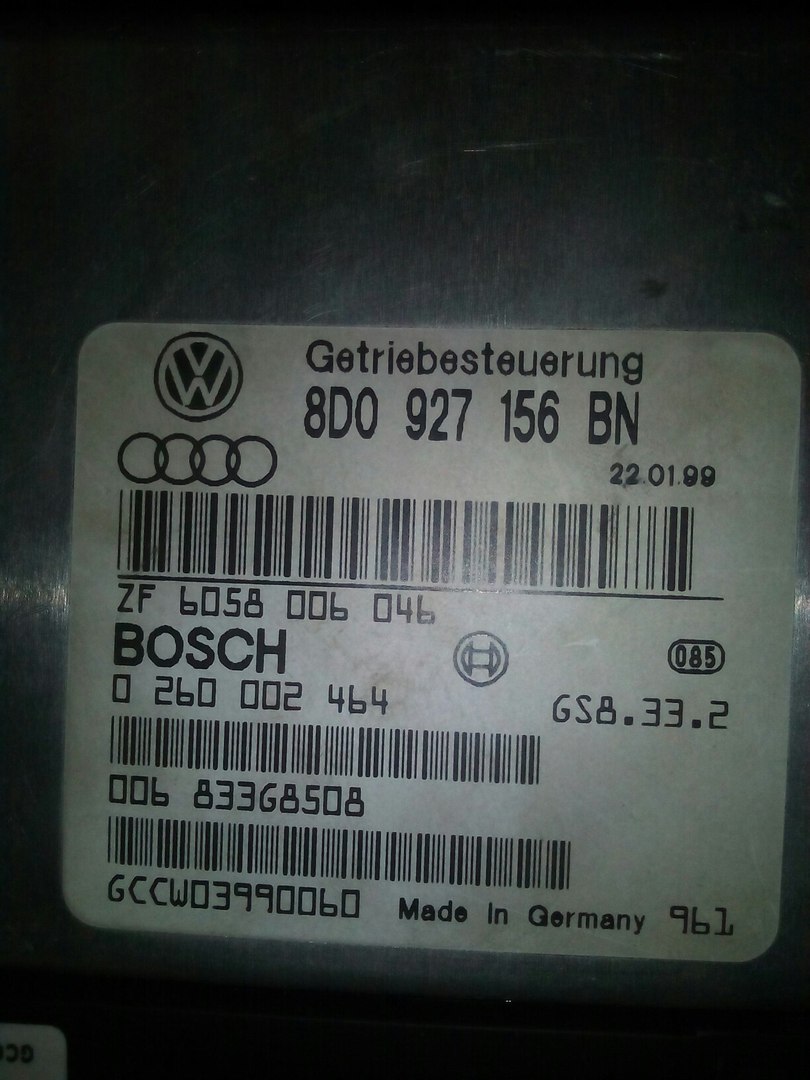 Getriebesteuerung
8D0 927 156 BN
22.01.99
ZF 6058 006 046
BOSCH
085
0 260 002 464
GS8.33.2
006 833G8508
GCCW03990060 Made In Germany 961